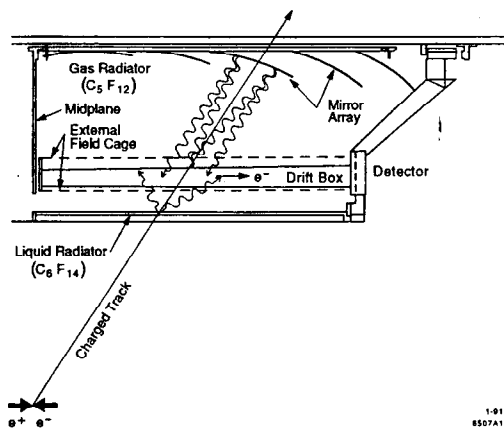 Gas Radiator
(C5 F12)
Midplane
External
Field Cage
Mirror
Array
e-
Drift Box
Detector
Liquid Radiator
(C6 F14)
Charged Track
e+ e-
1-91
6507A1